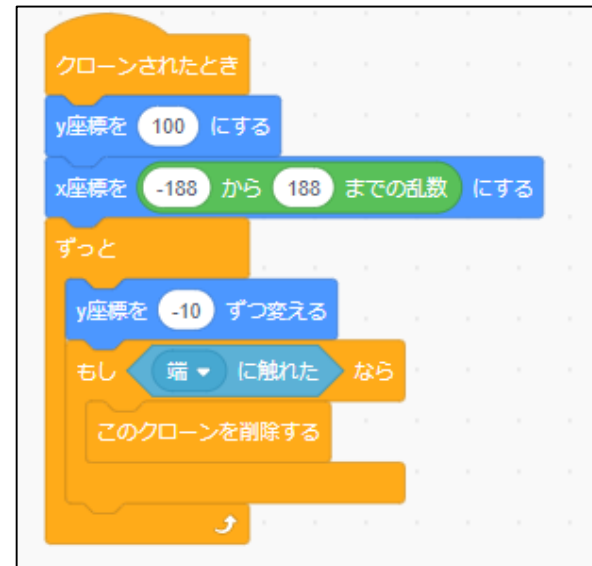 クローンされたとき
y座標を 100 にする
x座標を -188 から 188 までの乱数 にする
ずっと
y座標を -10 ずつ変える
もし 端 に触れた なら
このクローンを削除する